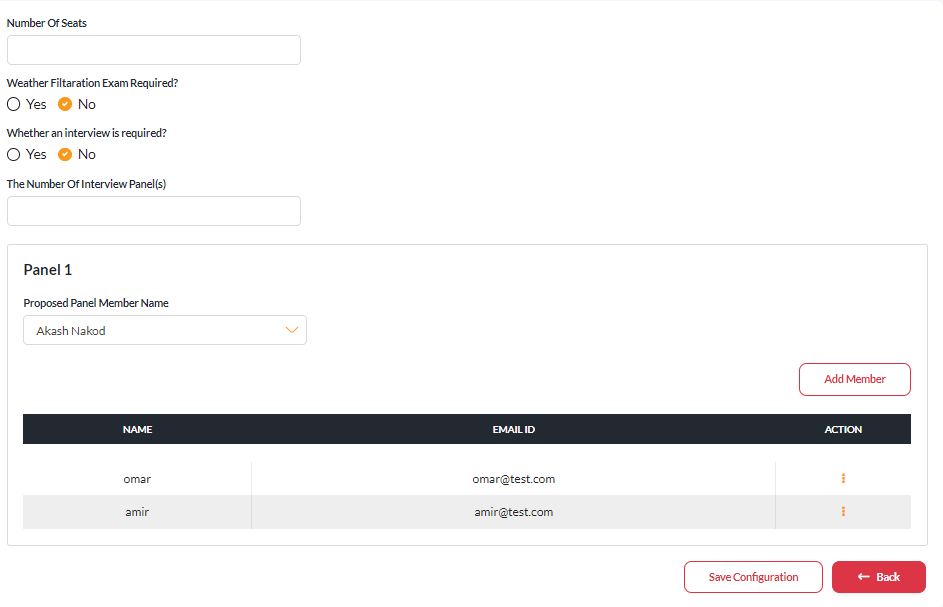 Number Of Seats
Weather Filtaration Exam Required?
Yes No
Whether an interview is required?
Yes No
The Number Of Interview Panel(s)
Panel 1
Proposed Panel Member Name
Akash Nakod
Add Member
NAME EMAIL ID ACTION
omar omar@test.com
amir amir@test.com
Save Configuration Back